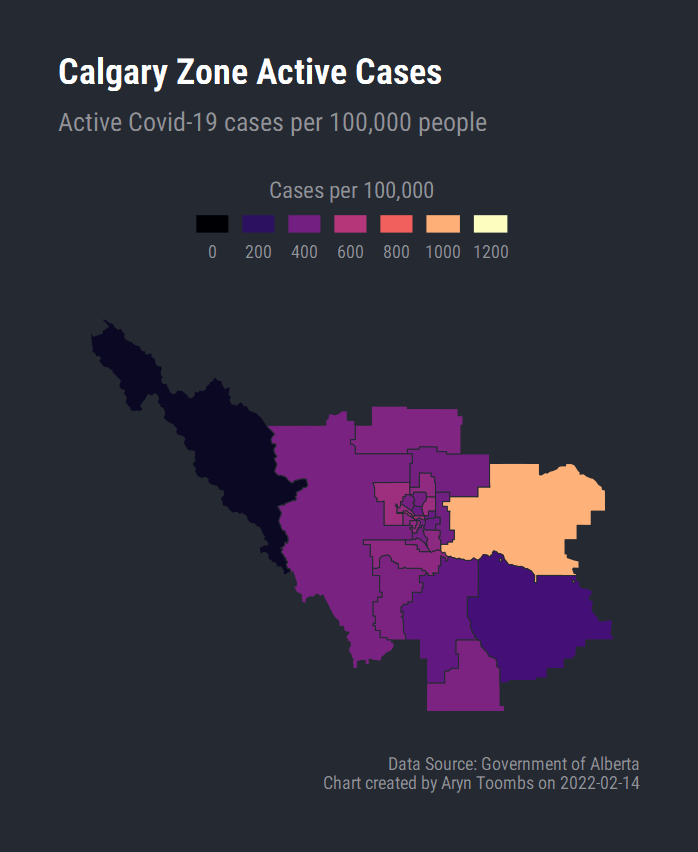 Calgary Zone Active Cases
Active Covid-19 cases per 100,000 people
Cases per 100,000
0 200 400 600 800 1000 1200
Data Source: Government of Alberta
Chart created by Aryn Toombs on 2022-02-14